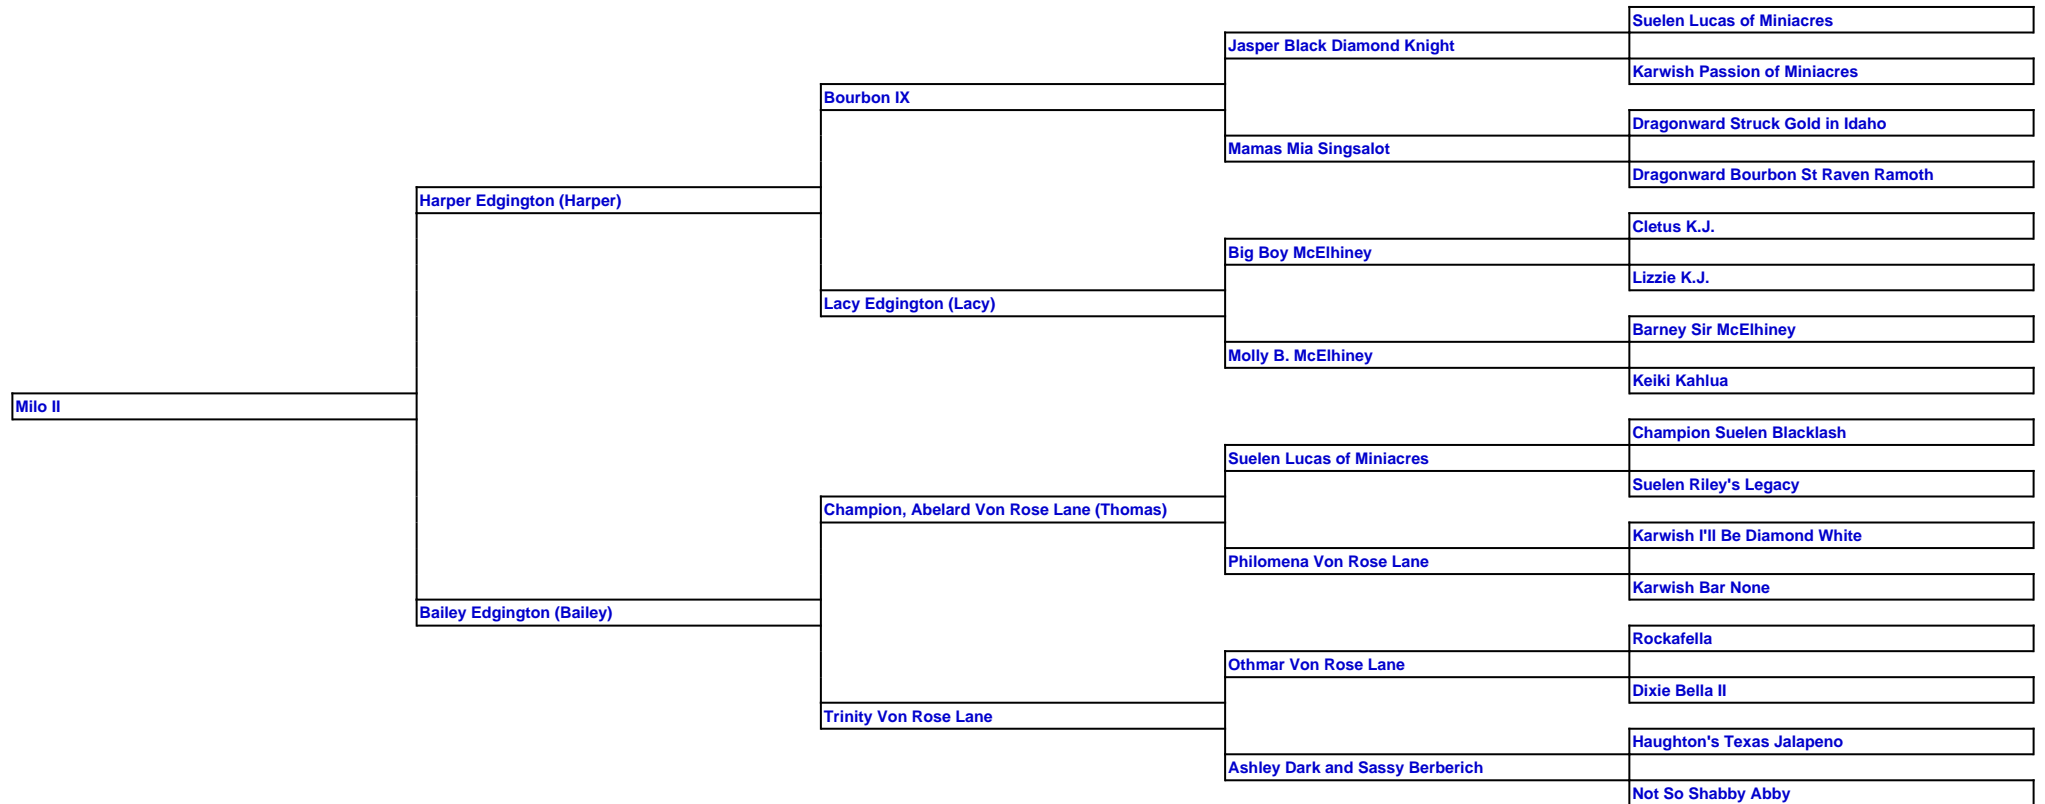 Suelen Lucas of Miniacres
Jasper Black Diamond Knight
Karwish Passion of Miniacres
Bourbon IX
Dragonward Struck Gold in Idaho
Mamas Mia Singsalot
Dragonward Bourbon St Raven Ramoth
Harper Edgington (Harper)
Cletus K.J.
Big Boy McElhiney
Lizzie K.J.
Lacy Edgington (Lacy)
Barney Sir McElhiney
Molly B. McElhiney
Keiki Kahlua
Milo II
Champion Suelen Blacklash
Suelen Lucas of Miniacres
Suelen Riley's Legacy
Champion, Abelard Von Rose Lane (Thomas)
Karwish I'll Be Diamond White
Philomena Von Rose Lane
Karwish Bar None
Bailey Edgington (Bailey)
Rockafella
Othmar Von Rose Lane
Dixie Bella II
Trinity Von Rose Lane
Haughton's Texas Jalapeno
Ashley Dark and Sassy Berberich
Not So Shabby Abby